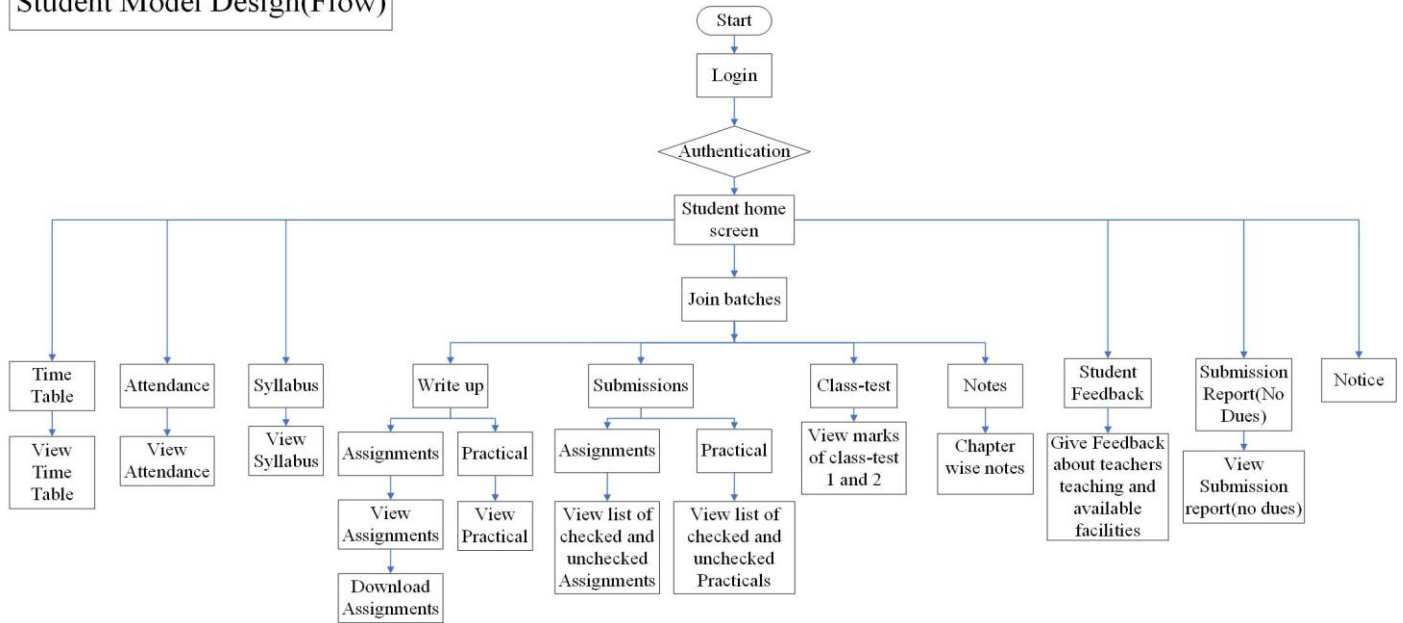 Student Model Design(Flow)
Start
Login
Authentication
Student home
screen
Join batches
Time
Table
Attendance
Syllabus
Write up
Submissions
Class-test
Notes
Student
Feedback
Submission
Report(No
Dues)
Notice
View
Time
Table
View
Attendance
View
Syllabus
Assignments
Practical
Assignments
Practical
View marks
of class-test
1 and 2
Chapter
wise notes
Give Feedback
about teachers
teaching and
available
facilities
View
Submission
report(no dues)
View
Assignments
View
Practical
View list of
checked and
unchecked
Assignments
View list of
checked and
unchecked
Practicals
Download
Assignments